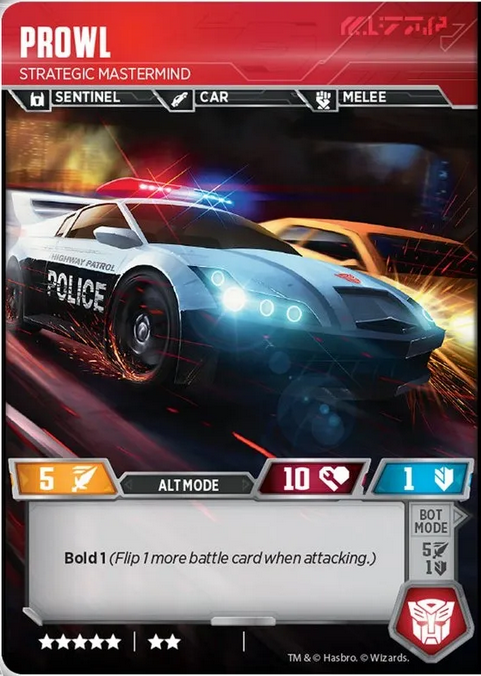 PROWL
STRATEGIC MASTERMIND
SENTINEL CAR MELEE
HIGHWAY PATROL
POLICE
5 ALT MODE 10 1
BOT
MODE
5
1
Bold 1 (Flip 1 more battle card when attacking.)
TM & © Hasbro. © Wizards.